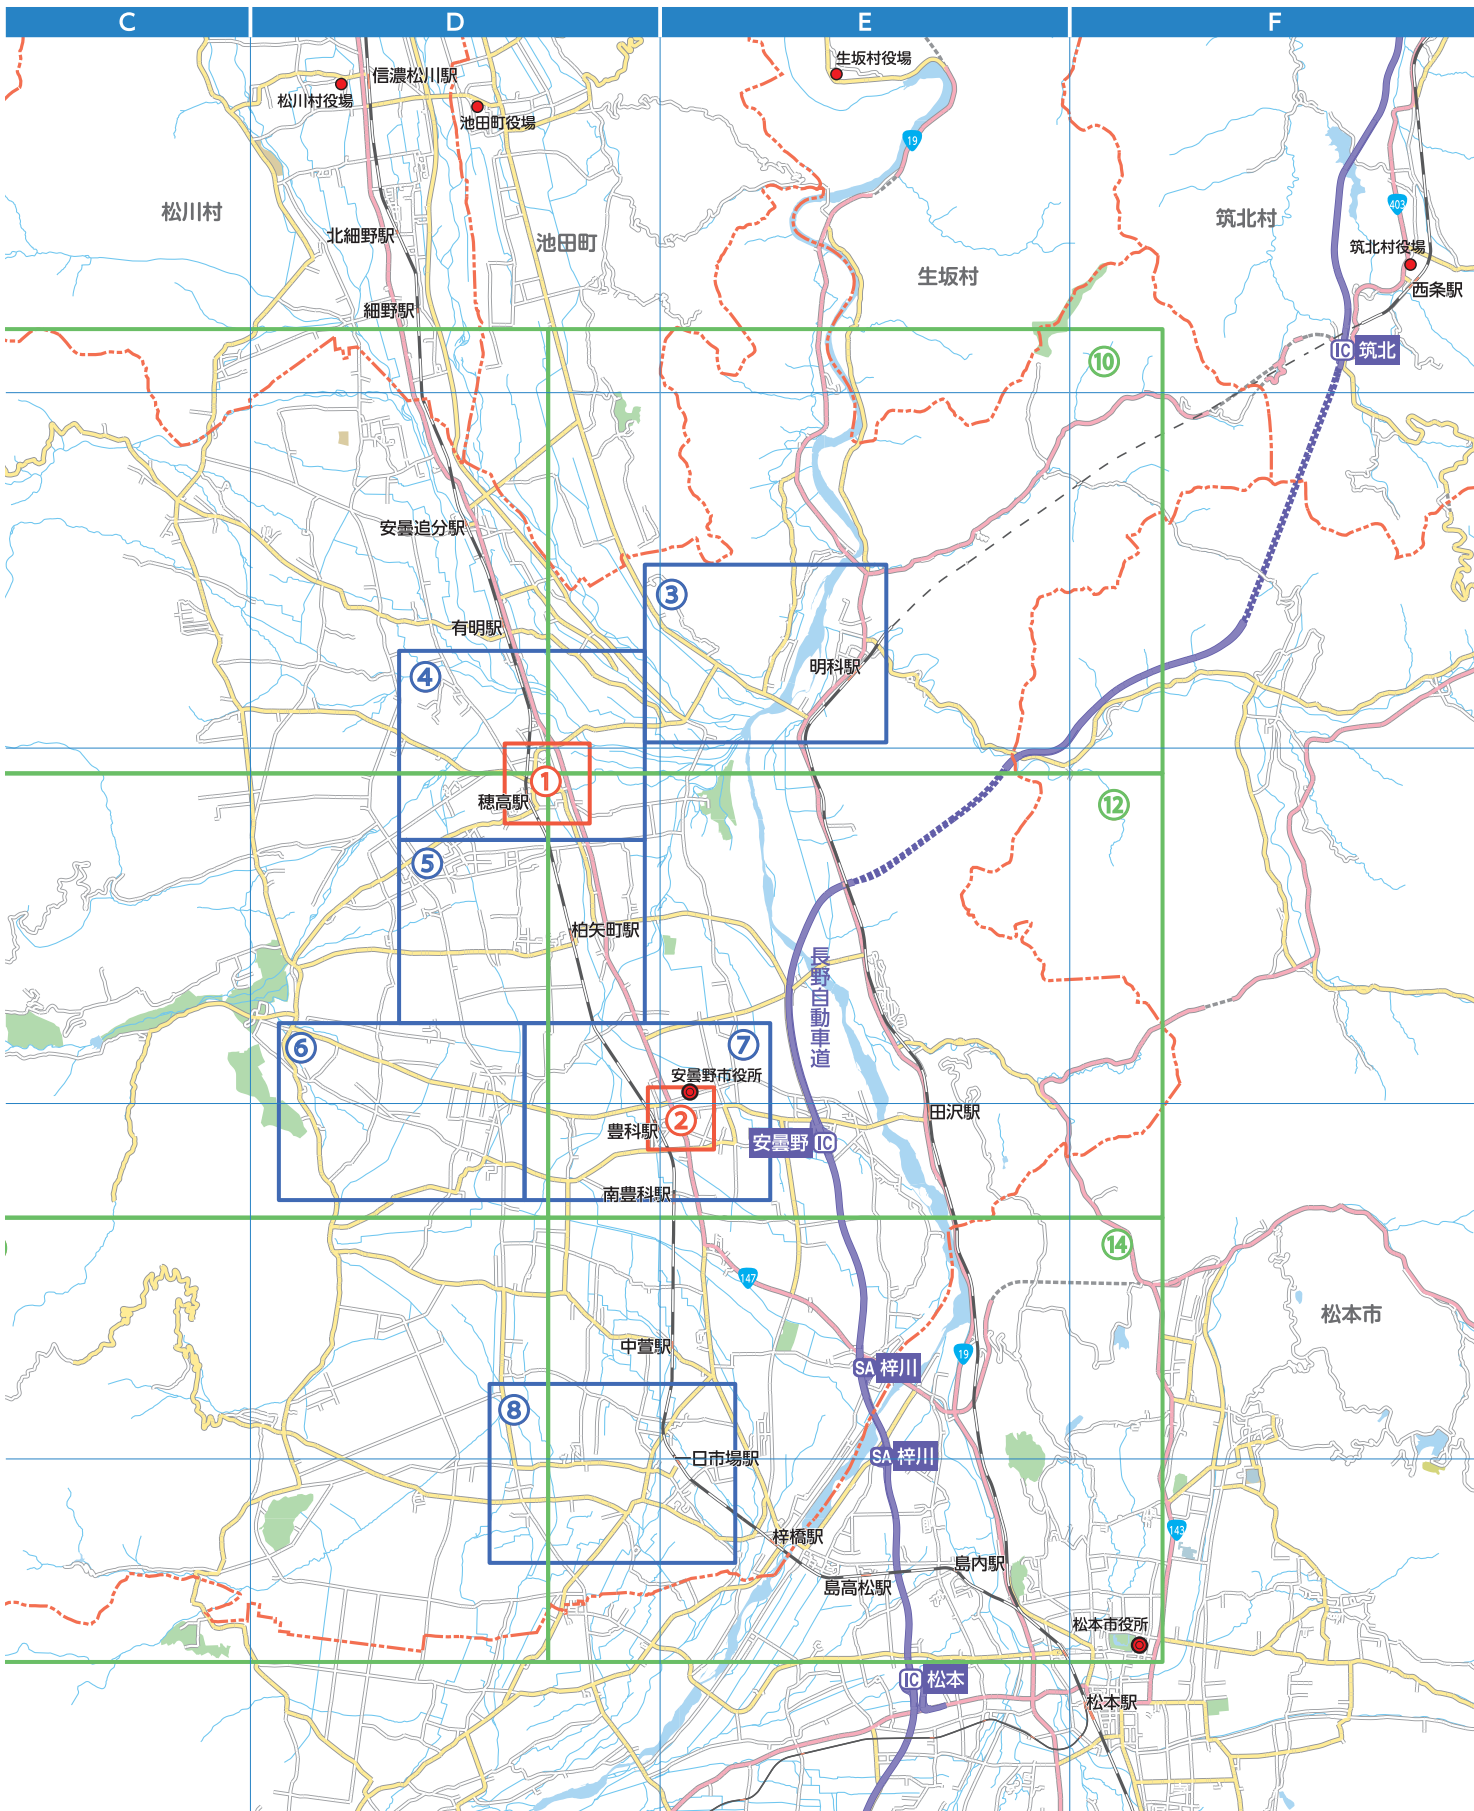 C
D
E
F
生坂村役場
信濃松川駅
松川村役場
池田町役場
19
松川村
北細野駅
池田町
生坂村
筑北村
403
筑北村役場
西条駅
細野駅
IC 筑北
⑩
安曇追分駅
③
有明駅
明科駅
④
①
穂高駅
⑫
⑤
柏矢町駅
長野自動車道
⑥
⑦
安曇野市役所
②
豊科駅
田沢駅
安曇野 IC
南豊科駅
⑭
147
松本市
中萱駅
19
SA 梓川
⑧
一日市場駅
SA 梓川
143
梓橋駅
島内駅
島高松駅
松本市役所
IC 松本
松本駅